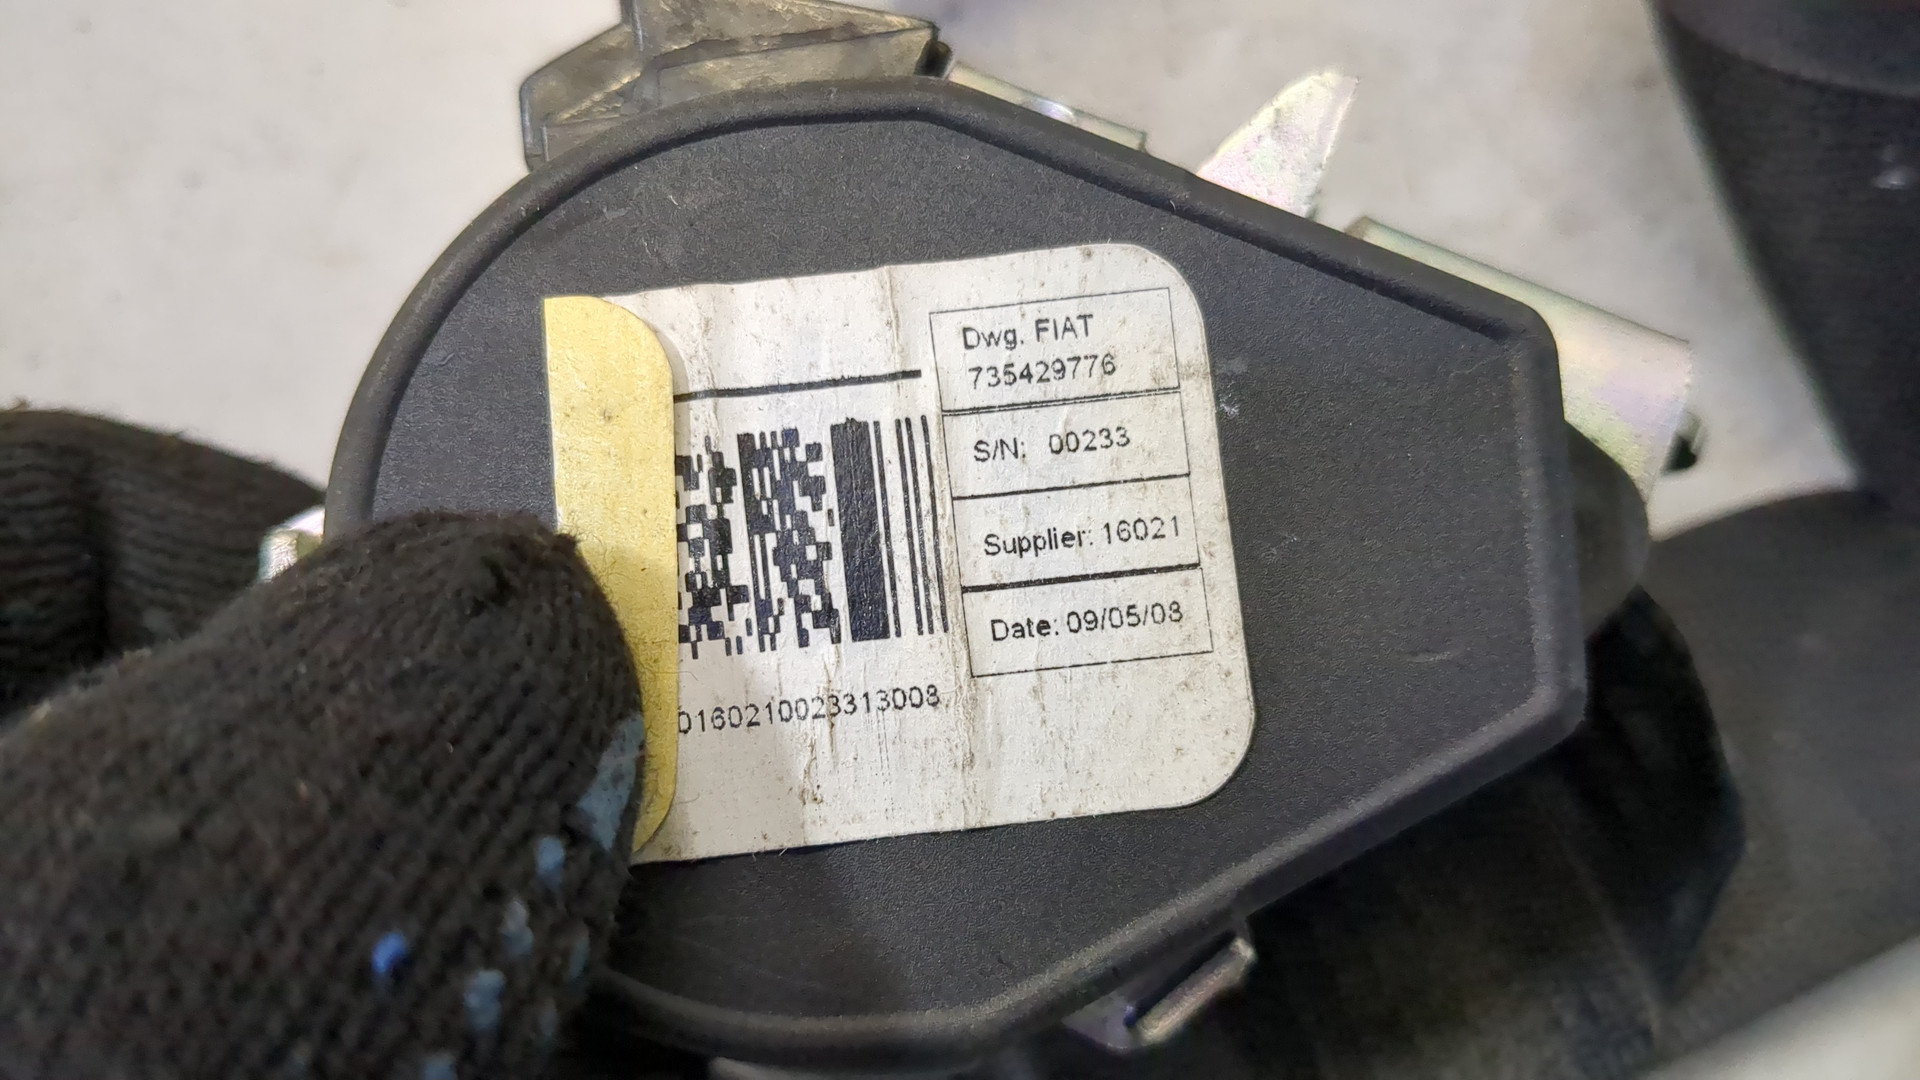 Dwg. FIAT
735429776
S/N: 00233
Supplier: 16021
Date: 09/05/08
0160210023313008